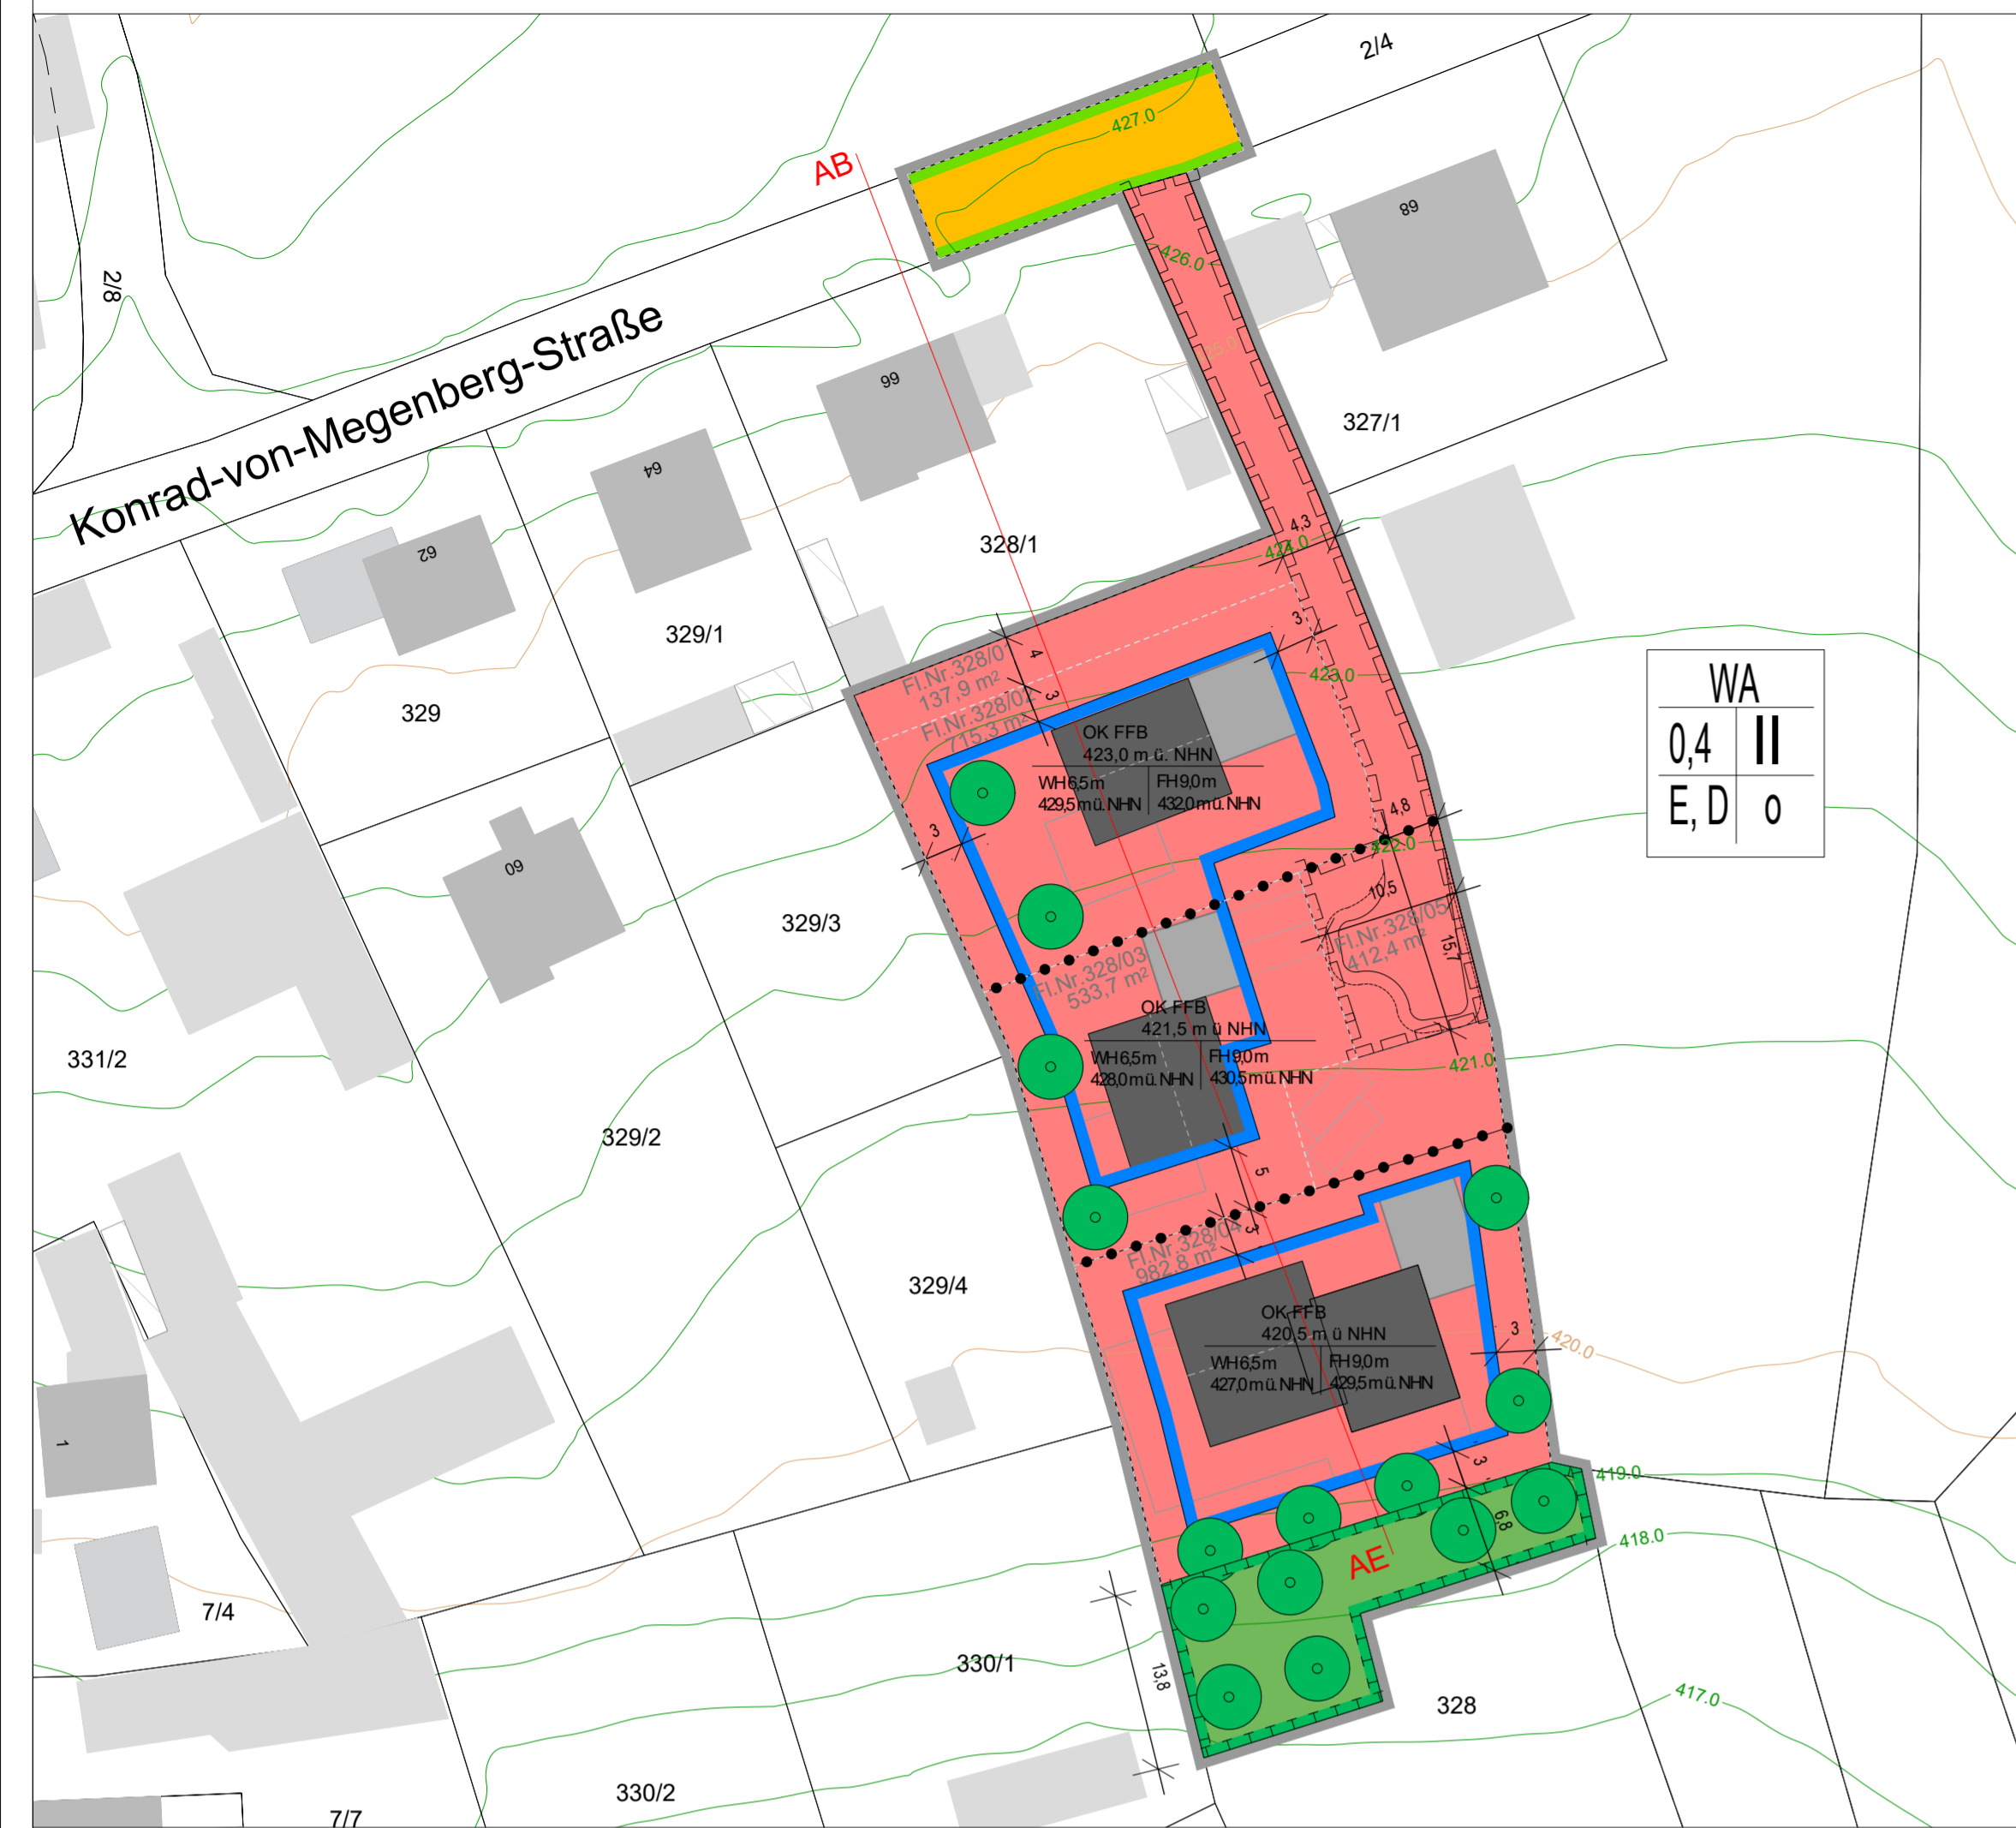 2/4
427.0
AB
68
426.0
2/8
Konrad-von-Megenberg-Straße
66
327/1
64
4,3
62
328/1
424.0
3
329/1
4
Fl.Nr.328/01
137,9 m²
423.0
WA
3
Fl.Nr.328/02
715,3 m²
329
OK FFB
423,0 m ü. NHN
0,4
II
WH6,5m
FH9,0m
429,5mü.NHN
432,0mü.NHN
E, D
o
4,8
3
422.0
60
10,5
329/3
Fl.Nr.328/05
412,4 m²
15,7
Fl.Nr.328/03
533,7 m²
OK FFB
421,5 m ü NHN
331/2
WH6,5m
FH9,0m
428,0mü.NHN
430,5mü.NHN
421.0
329/2
5
3
Fl.Nr.328/04
982,8 m²
329/4
OK FFB
420,5 m ü NHN
3
420.0
WH6,5m
FH9,0m
427,0mü.NHN
429,5mü.NHN
1
3
419.0
6,8
418.0
AE
7/4
330/1
13,8
417.0
328
330/2
7/7